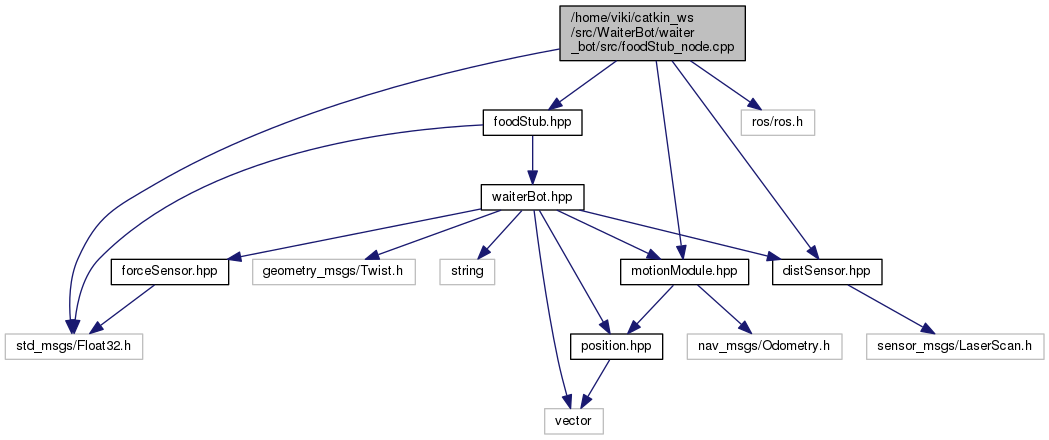 /home/viki/catkin_ws
/src/WaiterBot/waiter
_bot/src/foodStub_node.cpp
foodStub.hpp
ros/ros.h
waiterBot.hpp
forceSensor.hpp
geometry_msgs/Twist.h
string
motionModule.hpp
distSensor.hpp
std_msgs/Float32.h
position.hpp
nav_msgs/Odometry.h
sensor_msgs/LaserScan.h
vector